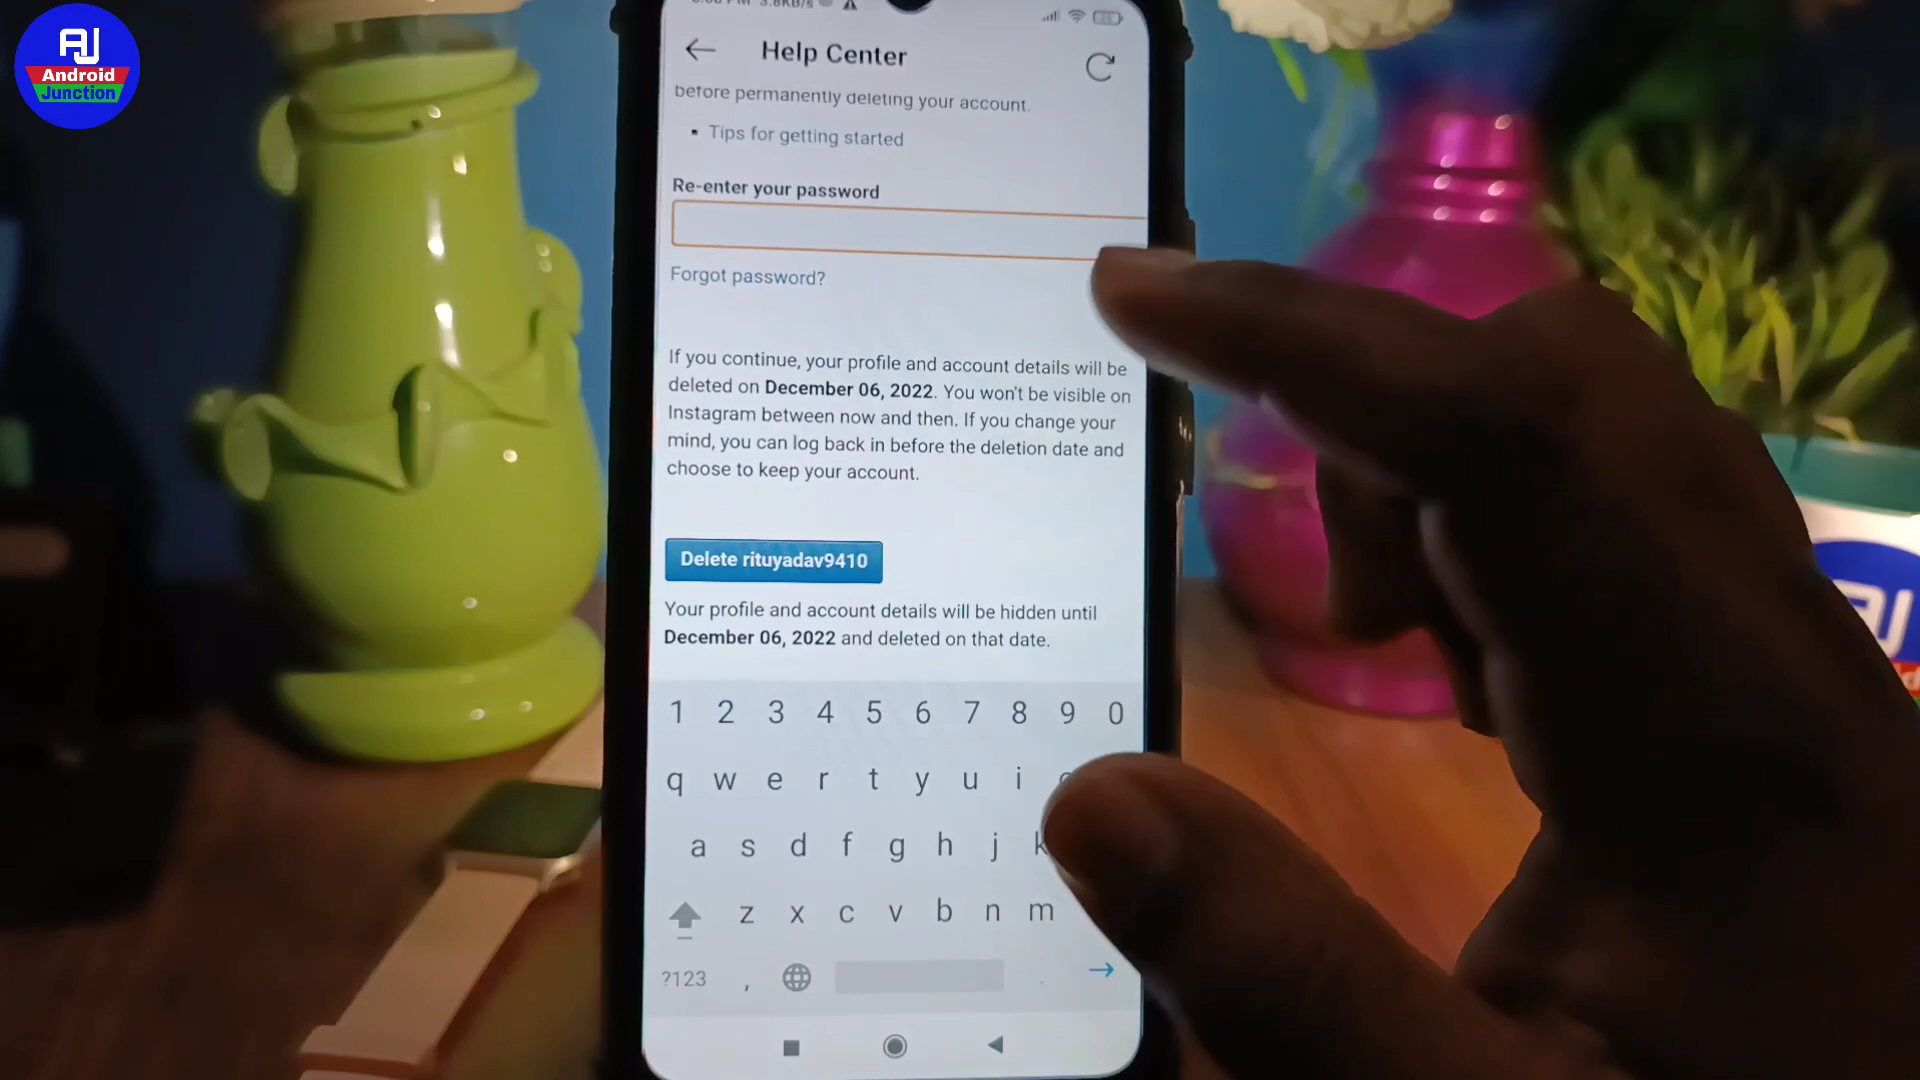 AJ
Android
Junction
3.8KB/s
Help Center
before permanently deleting your account.
Tips for getting started
Re-enter your password
Forgot password?
If you continue, your profile and account details will be
deleted on December 06, 2022. You won't be visible on
Instagram between now and then. If you change your
mind, you can log back in before the deletion date and
choose to keep your account.
Delete rituyadav9410
Your profile and account details will be hidden until
December 06, 2022 and deleted on that date.
1 2 3 4 5 6 7 8 9 0
q w e r t y u i
a s d f g h j k
z x c v b n m
?123 , .
AJ